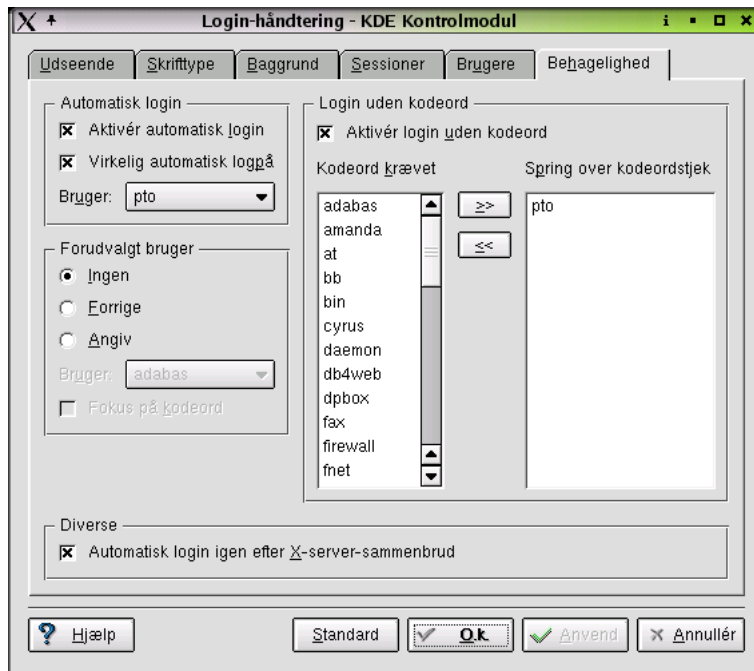 Login-håndtering - KDE Kontrolmodul
Udseende
Skrifttype
Baggrund
Sessioner
Brugere
Behagelighed
Automatisk login
Aktivér automatisk login
Virkelig automatisk logpå
Bruger: pto
Forudvalgt bruger
Ingen
Forrige
Angiv
Bruger: adabas
Fokus på kodeord
Login uden kodeord
Aktivér login uden kodeord
Kodeord krævet
adabas
amanda
at
bb
bin
cyrus
daemon
db4web
dpbox
fax
firewall
fnet
>>
<<
Spring over kodeordstjek
pto
Diverse
Automatisk login igen efter X-server-sammenbrud
Hjælp
Standard
O.k.
Anvend
Annullér